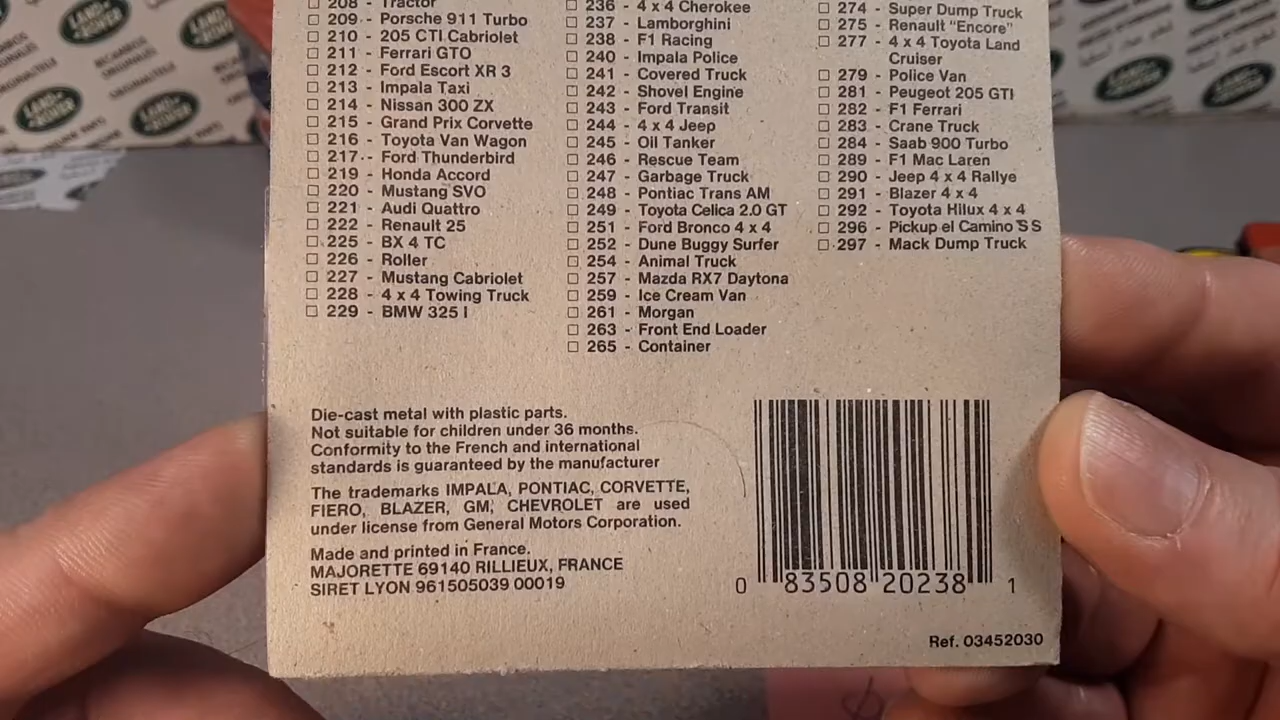 208 - Tractor
209 - Porsche 911 Turbo
210 - 205 CTI Cabriolet
211 - Ferrari GTO
212 - Ford Escort XR 3
213 - Impala Taxi
214 - Nissan 300 ZX
215 - Grand Prix Corvette
216 - Toyota Van Wagon
217 - Ford Thunderbird
219 - Honda Accord
220 - Mustang SVO
221 - Audi Quattro
222 - Renault 25
225 - BX 4 TC
226 - Roller
227 - Mustang Cabriolet
228 - 4 x 4 Towing Truck
229 - BMW 325 I
236 - 4 x 4 Cherokee
237 - Lamborghini
238 - F1 Racing
240 - Impala Police
241 - Covered Truck
242 - Shovel Engine
243 - Ford Transit
244 - 4 x 4 Jeep
245 - Oil Tanker
246 - Rescue Team
247 - Garbage Truck
248 - Pontiac Trans AM
249 - Toyota Celica 2.0 GT
251 - Ford Bronco 4 x 4
252 - Dune Buggy Surfer
254 - Animal Truck
257 - Mazda RX7 Daytona
259 - Ice Cream Van
261 - Morgan
263 - Front End Loader
265 - Container
274 - Super Dump Truck
275 - Renault "Encore"
277 - 4 x 4 Toyota Land
Cruiser
279 - Police Van
281 - Peugeot 205 GTI
282 - F1 Ferrari
283 - Crane Truck
284 - Saab 900 Turbo
289 - F1 Mac Laren
290 - Jeep 4 x 4 Rallye
291 - Blazer 4 x 4
292 - Toyota Hilux 4 x 4
296 - Pickup el Camino SS
297 - Mack Dump Truck
Die-cast metal with plastic parts.
Not suitable for children under 36 months.
Conformity to the French and international
standards is guaranteed by the manufacturer
The trademarks IMPALA, PONTIAC, CORVETTE,
FIERO, BLAZER, GM, CHEVROLET are used
under license from General Motors Corporation.
Made and printed in France.
MAJORETTE 69140 RILLIEUX, FRANCE
SIRET LYON 961505039 00019
0 83508 20238 1
Ref. 03452030
LAND ROVER
LAND ROVER
LAND ROVER